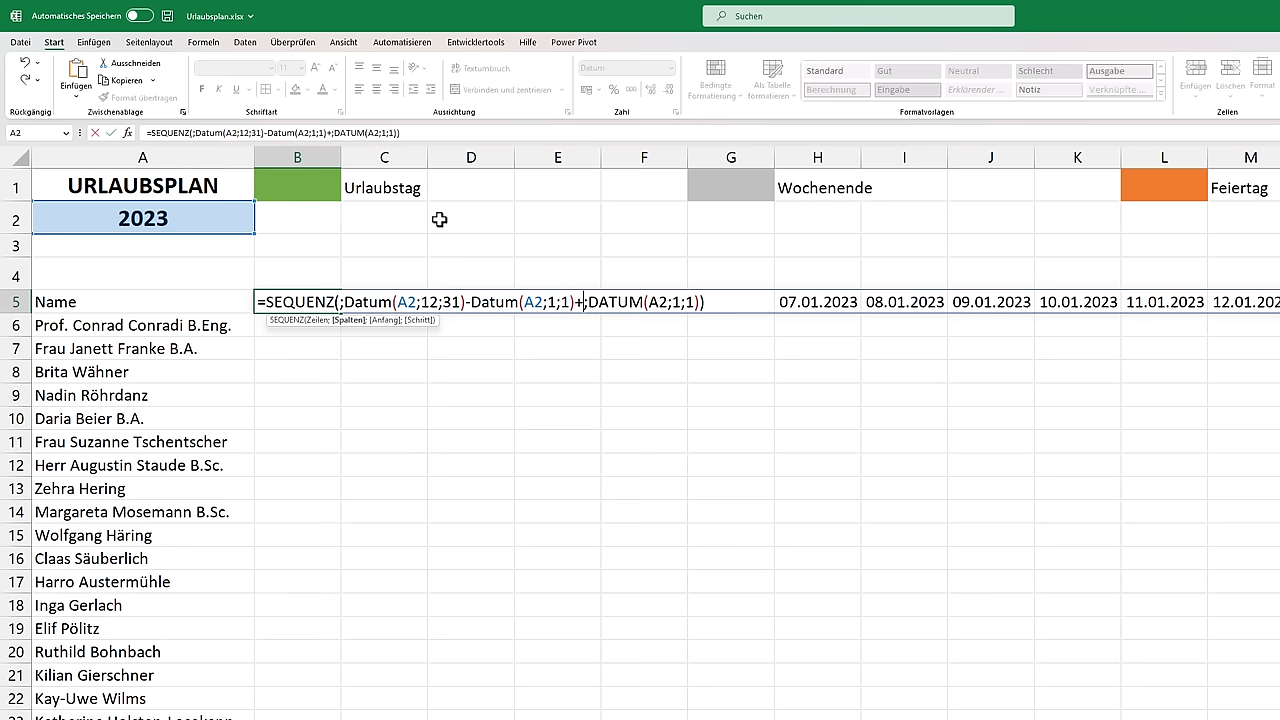 Automatisches Speichern
Urlaubsplan.xlsx
Suchen
Datei Start Einfügen Seitenlayout Formeln Daten Überprüfen Ansicht Automatisieren Entwicklertools Hilfe Power Pivot
Einfügen
Ausschneiden
Kopieren
Format übertragen
11
F K U
Textumbruch
Verbinden und zentrieren
Datum
Bedingte Formatierung
Als Tabelle formatieren
Standard Gut Neutral Schlecht Ausgabe
Berechnung Eingabe Erklärender ... Notiz Verknüpfte ...
Einfügen Löschen Format
Rückgängig Zwischenablage Schriftart Ausrichtung Zahl Formatvorlagen Zellen
A2 fx =SEQUENZ(;Datum(A2;12;31)-Datum(A2;1;1)+;DATUM(A2;1;1))
A B C D E F G H I J K L M
1 URLAUBSPLAN Urlaubstag Wochenende Feiertag
2 2023
3
4
5 Name =SEQUENZ(;Datum(A2;12;31)-Datum(A2;1;1)+;DATUM(A2;1;1)) 07.01.2023 08.01.2023 09.01.2023 10.01.2023 11.01.2023 12.01.202
SEQUENZ(Zeilen; [Spalten]; [Anfang]; [Schritt])
6 Prof. Conrad Conradi B.Eng.
7 Frau Janett Franke B.A.
8 Brita Wähner
9 Nadin Röhrdanz
10 Daria Beier B.A.
11 Frau Suzanne Tschentscher
12 Herr Augustin Staude B.Sc.
13 Zehra Hering
14 Margareta Mosemann B.Sc.
15 Wolfgang Häring
16 Claas Säuberlich
17 Harro Austermühle
18 Inga Gerlach
19 Elif Pölitz
20 Ruthild Bohnbach
21 Kilian Gierschner
22 Kay-Uwe Wilms